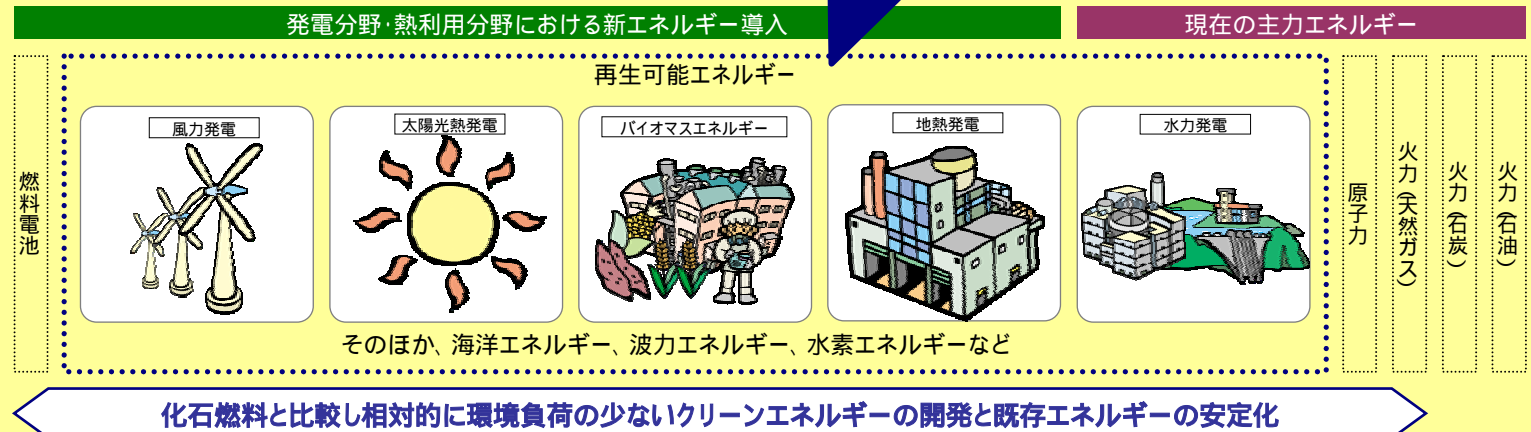 発電分野・熱利用分野における新エネルギー導入
現在の主力エネルギー
再生可能エネルギー
燃料電池
風力発電
太陽光熱発電
バイオマスエネルギー
地熱発電
水力発電
原子力
火力（天然ガス）
火力（石炭）
火力（石油）
そのほか、海洋エネルギー、波力エネルギー、水素エネルギーなど
化石燃料と比較し相対的に環境負荷の少ないクリーンエネルギーの開発と既存エネルギーの安定化